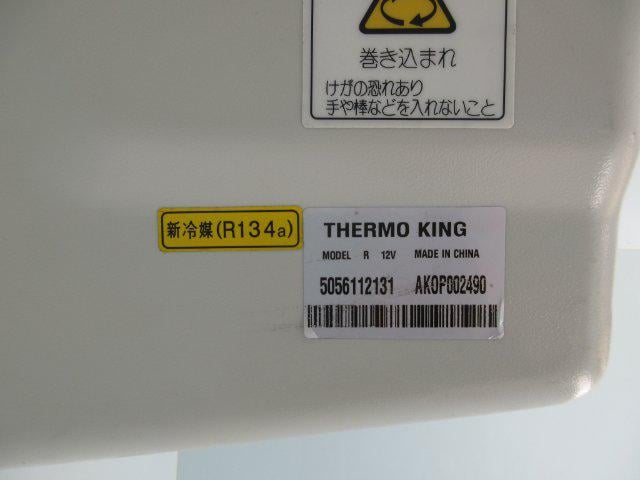 巻き込まれ
けがの恐れあり
手や棒などを入れないこと
新冷媒(R134a)
THERMO KING
MODEL R 12V MADE IN CHINA
5056112131 AKOP002490